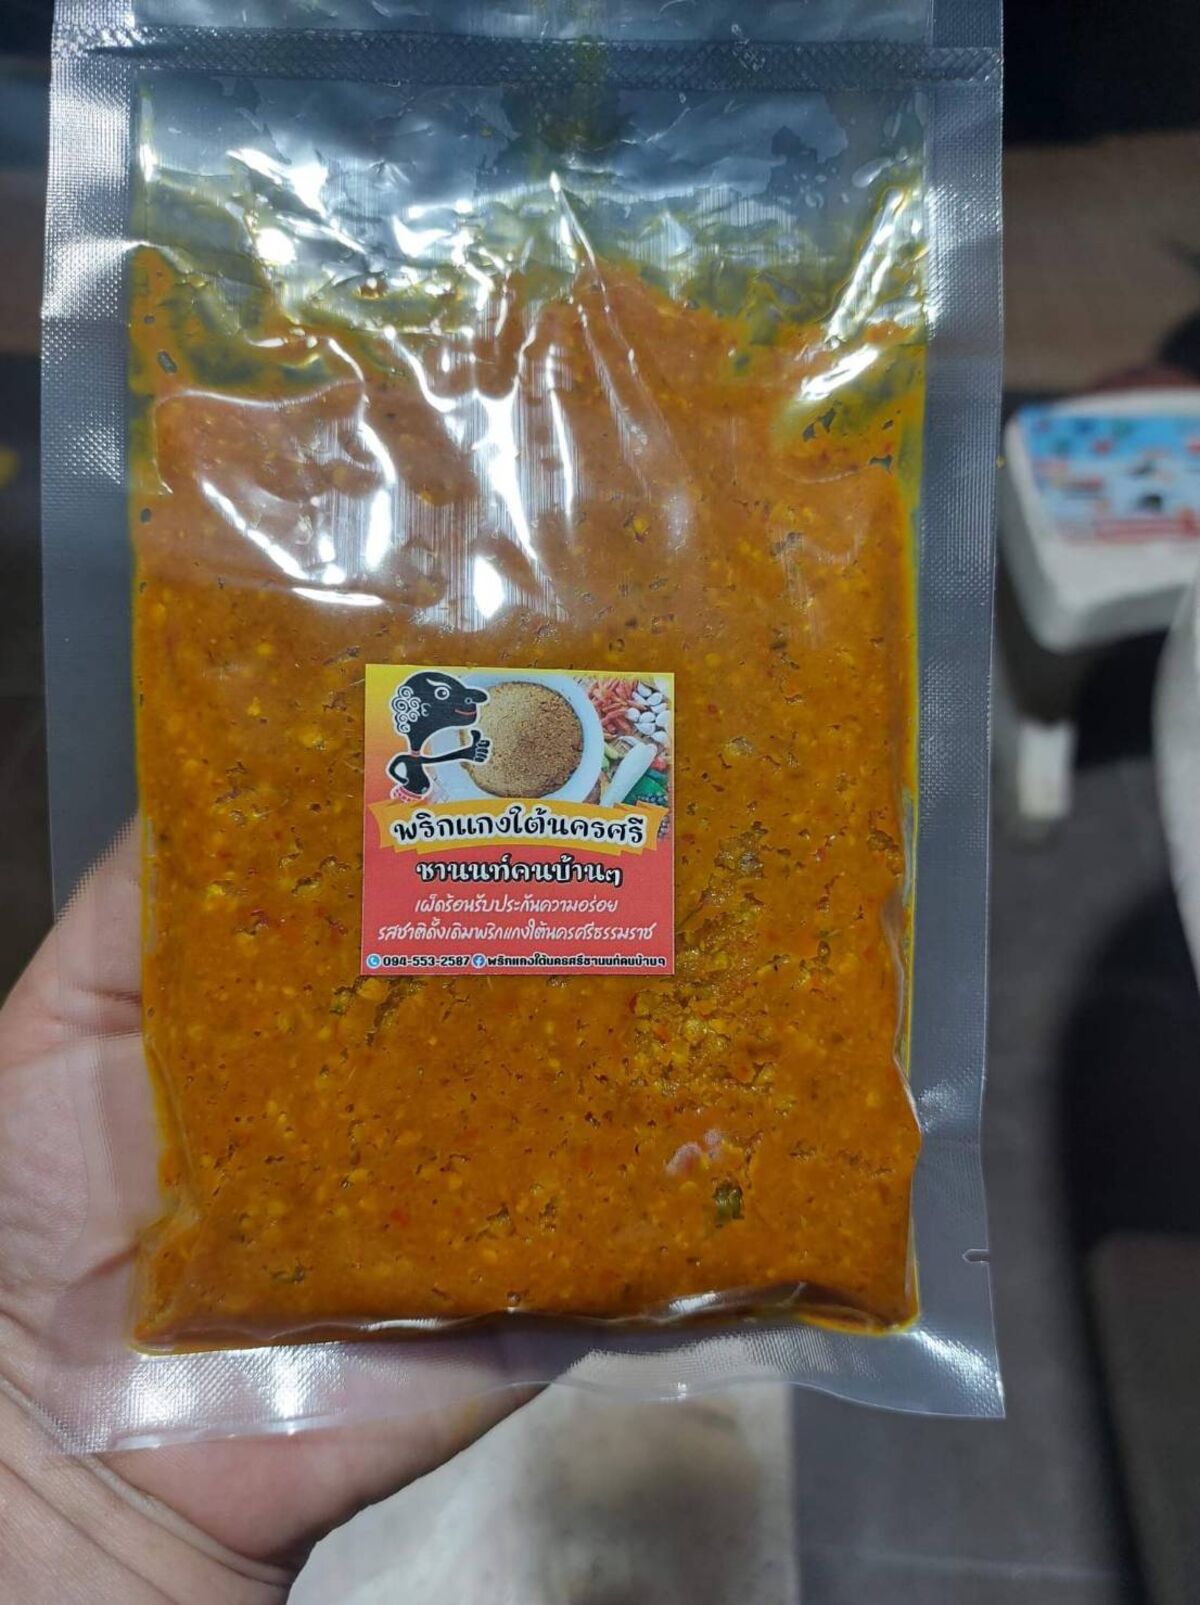 พริกแกงใต้นครศรี
ชานนท์คนบ้านๆ
เผ็ดร้อนรับประกันความอร่อย
รสชาติดั้งเดิมพริกแกงใต้นครศรีธรรมราช
094-553-2587 พริกแกงใต้นครศรีชานนท์คนบ้านๆ